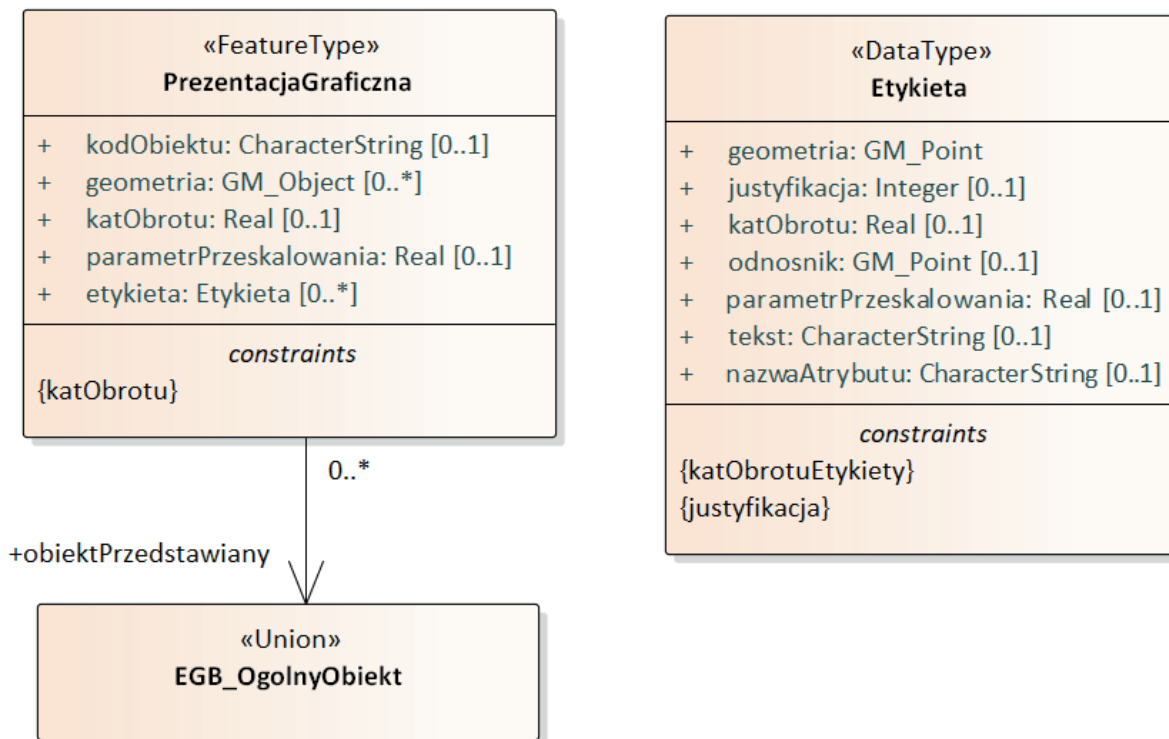 «FeatureType»
PrezentacjaGraficzna
+ kodObiektu: CharacterString [0..1]
+ geometria: GM_Object [0..*]
+ katObrotu: Real [0..1]
+ parametrPrzeskalowania: Real [0..1]
+ etykieta: Etykieta [0..*]
constraints
{katObrotu}
0..*
+obiektPrzedstawiany
«Union»
EGB_OgolnyObiekt
«DataType»
Etykieta
+ geometria: GM_Point
+ justyfikacja: Integer [0..1]
+ katObrotu: Real [0..1]
+ odnosnik: GM_Point [0..1]
+ parametrPrzeskalowania: Real [0..1]
+ tekst: CharacterString [0..1]
+ nazwaAtrybutu: CharacterString [0..1]
constraints
{katObrotuEtykiety}
{justyfikacja}